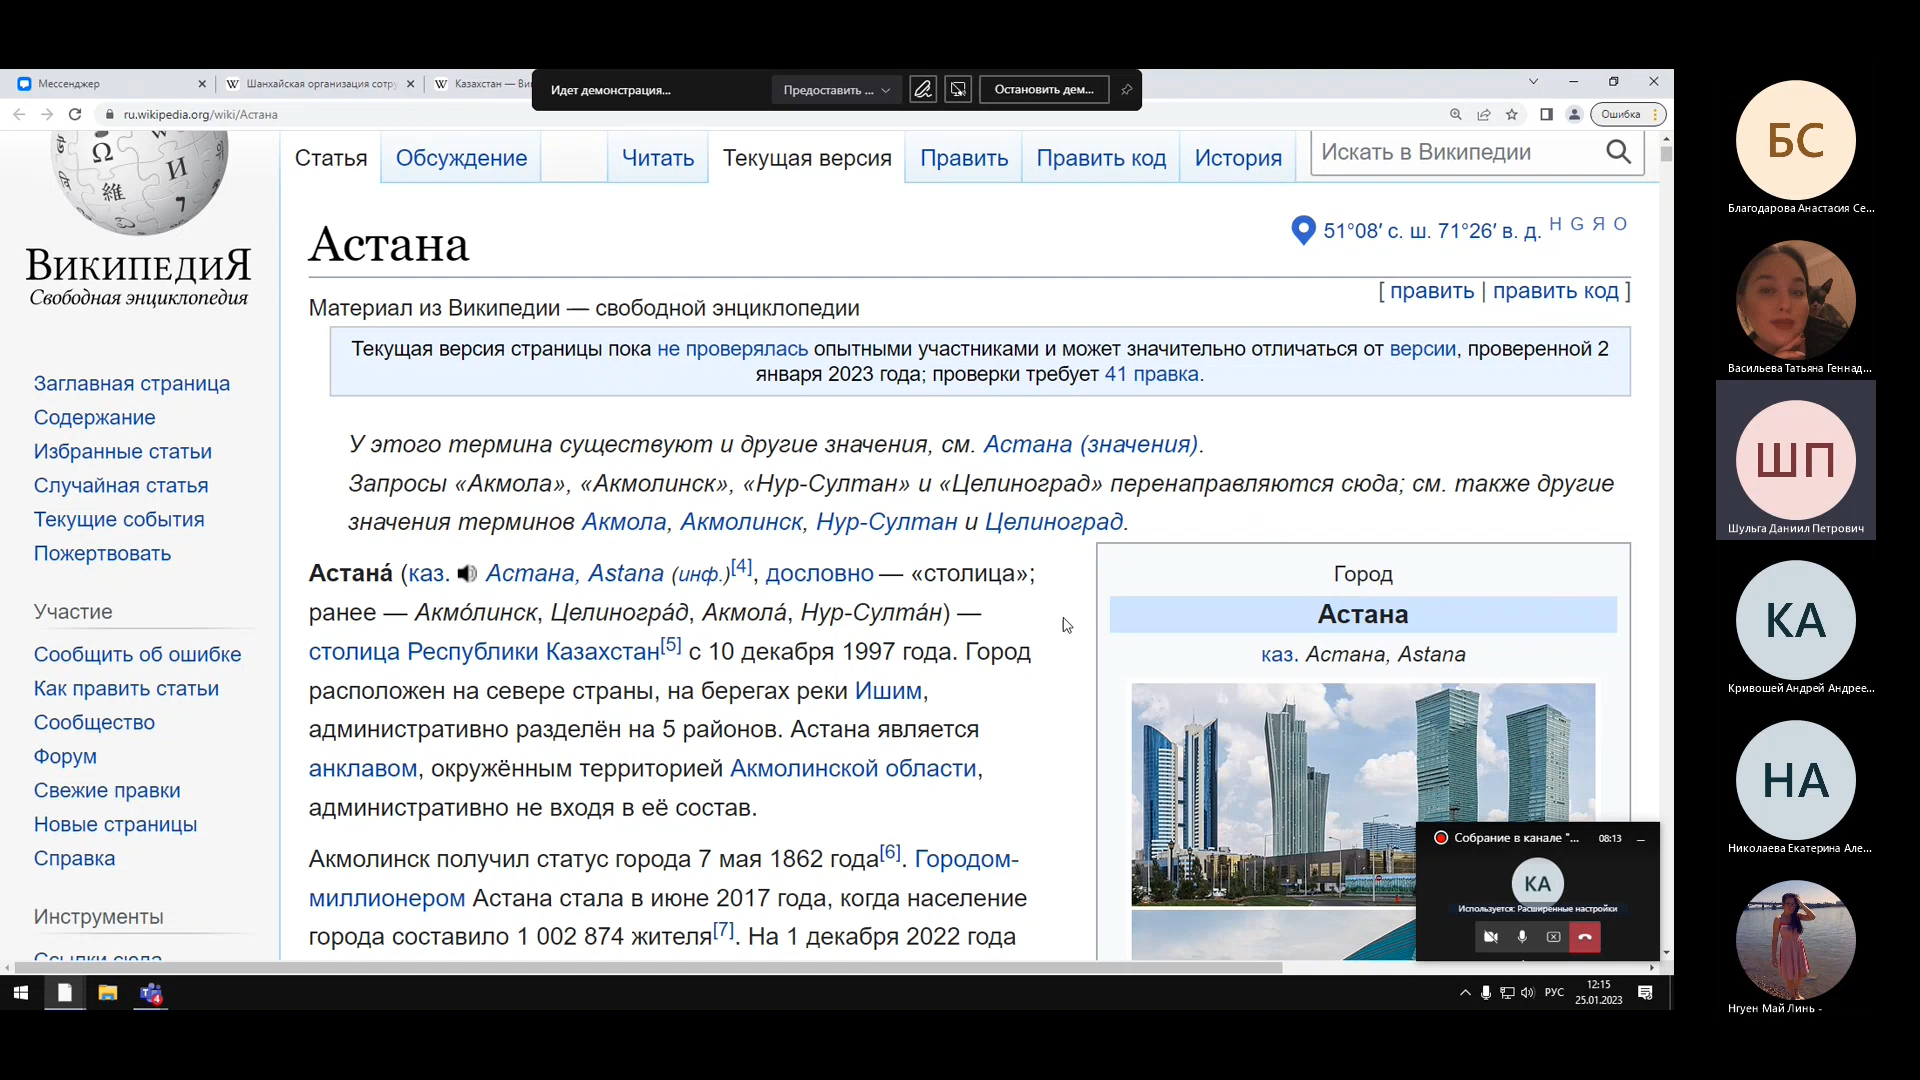 Мессенджер
Шанхайская организация сотру
Казахстан — Ви
Идет демонстрация...
Предоставить ...
Остановить дем...
ru.wikipedia.org/wiki/Астана
Ошибка
Статья
Обсуждение
Читать
Текущая версия
Править
Править код
История
Искать в Википедии
ВикипедиЯ
Свободная энциклопедия
Заглавная страница
Содержание
Избранные статьи
Случайная статья
Текущие события
Пожертвовать
Участие
Сообщить об ошибке
Как править статьи
Сообщество
Форум
Свежие правки
Новые страницы
Справка
Инструменты
Ссылки сюда
Астана
51°08′ с. ш. 71°26′ в. д. H G Я O
[ править | править код ]
Материал из Википедии — свободной энциклопедии
Текущая версия страницы пока не проверялась опытными участниками и может значительно отличаться от версии, проверенной 2
января 2023 года; проверки требует 41 правка.
У этого термина существуют и другие значения, см. Астана (значения).
Запросы «Акмола», «Акмолинск», «Нур-Султан» и «Целиноград» перенаправляются сюда; см. также другие
значения терминов Акмола, Акмолинск, Нур-Султан и Целиноград.
Астана́ (каз. Астана, Astana (инф.)[4], дословно — «столица»;
ранее — Акмо́линск, Целиногра́д, Акмола́, Нур-Султа́н) —
столица Республики Казахстан[5] с 10 декабря 1997 года. Город
расположен на севере страны, на берегах реки Ишим,
административно разделён на 5 районов. Астана является
анклавом, окружённым территорией Акмолинской области,
административно не входя в её состав.
Акмолинск получил статус города 7 мая 1862 года[6]. Городом-
миллионером Астана стала в июне 2017 года, когда население
города составило 1 002 874 жителя[7]. На 1 декабря 2022 года
Город
Астана
каз. Астана, Astana
Собрание в канале "...
08:13
КА
Используется: Расширенные настройки
4
РУС
12:15
25.01.2023
БС
Благодарова Анастасия Се...
Васильева Татьяна Геннад...
ШП
Шульга Даниил Петрович
КА
Кривошей Андрей Андрее...
НА
Николаева Екатерина Але...
Нгуен Май Линь -